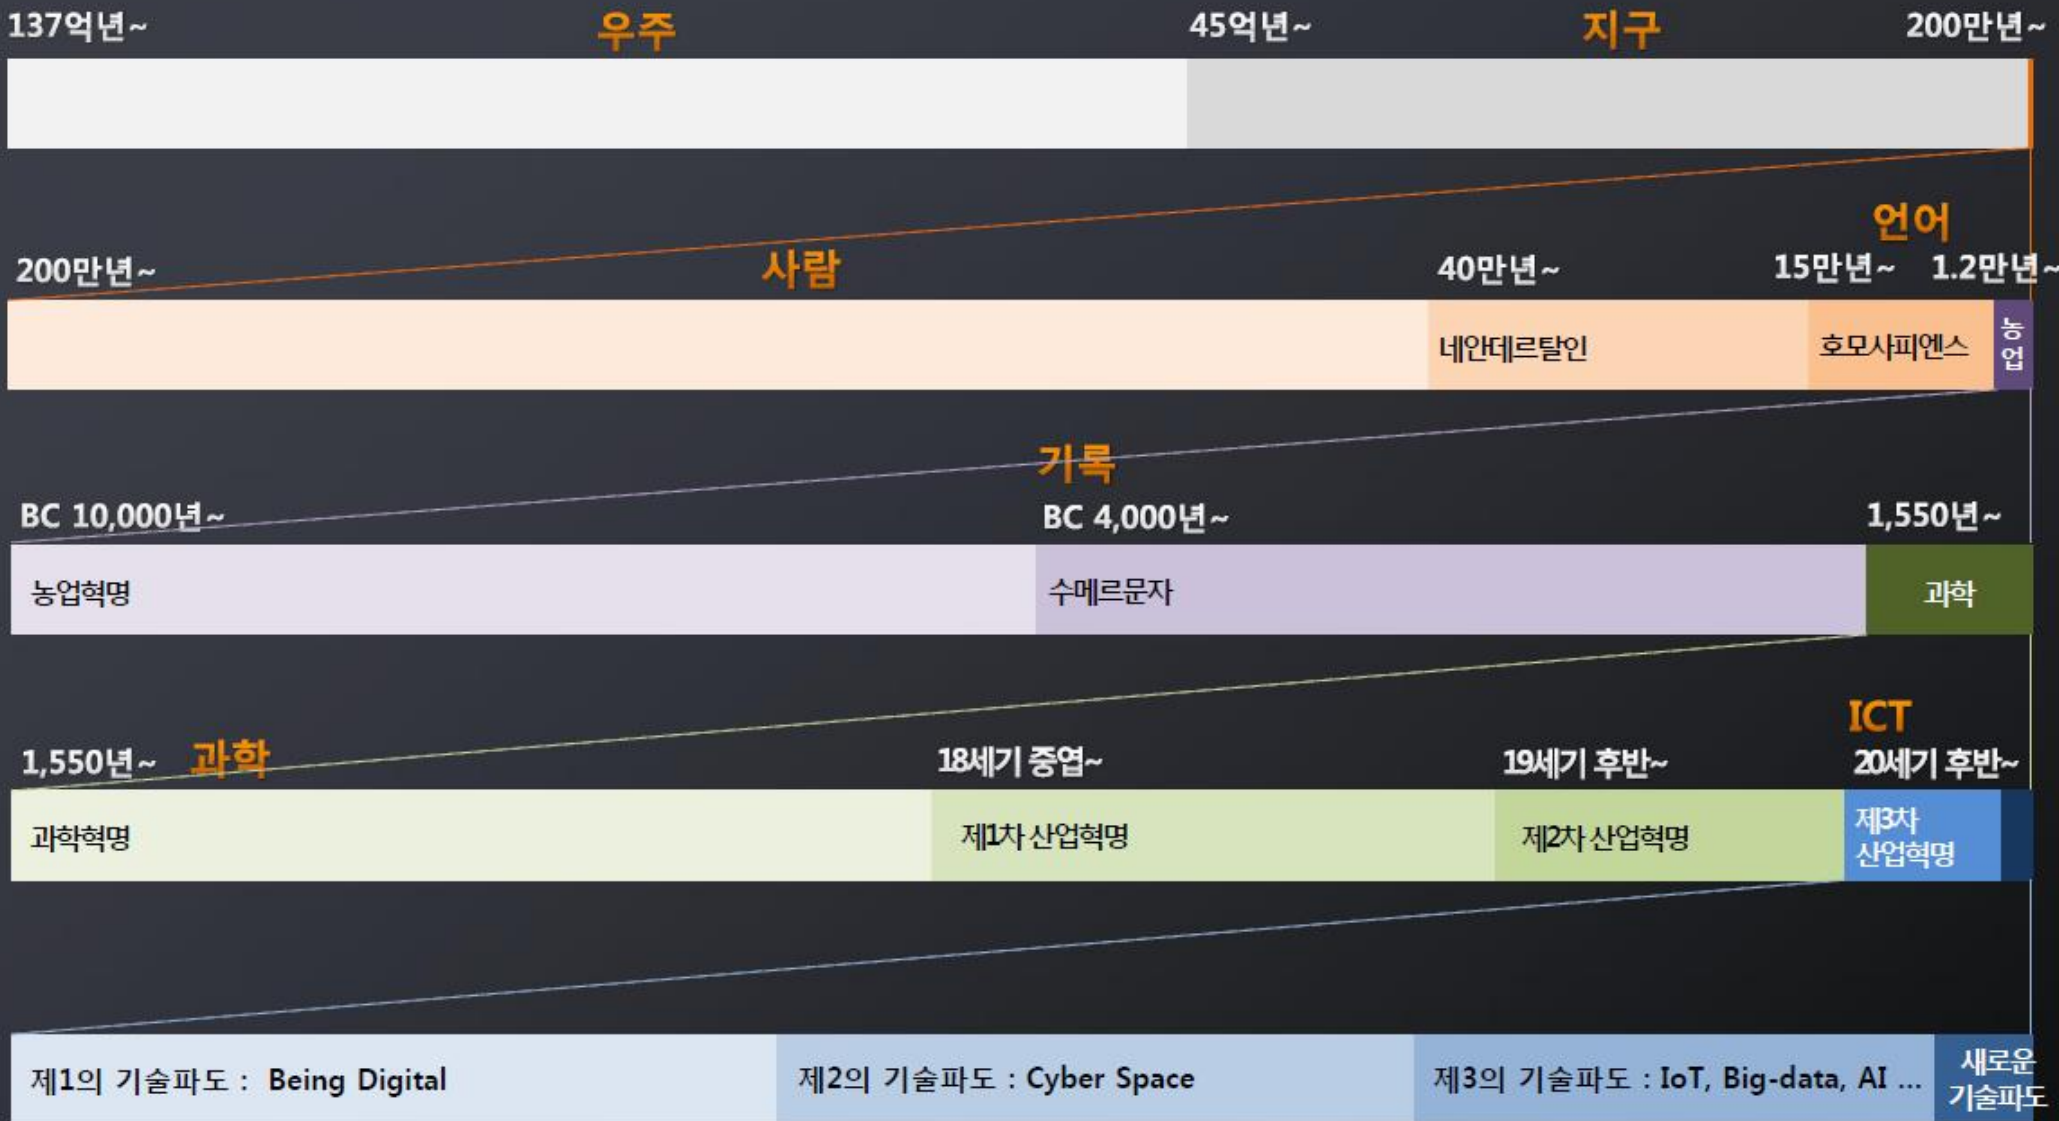 137억년~ 우주 45억년~ 지구 200만년~
언어
200만년~ 사람 40만년~ 15만년~ 1.2만년~
네안데르탈인 호모사피엔스 농
업
기록
BC 10,000년~ BC 4,000년~ 1,550년~
농업혁명 수메르문자 과학
ICT
1,550년~ 과학 18세기 중엽~ 19세기 후반~ 20세기 후반~
과학혁명 제1차 산업혁명 제2차 산업혁명 제3차
산업혁명
제1의 기술파도 : Being Digital 제2의 기술파도 : Cyber Space 제3의 기술파도 : IoT, Big-data, AI ... 새로운
기술파도